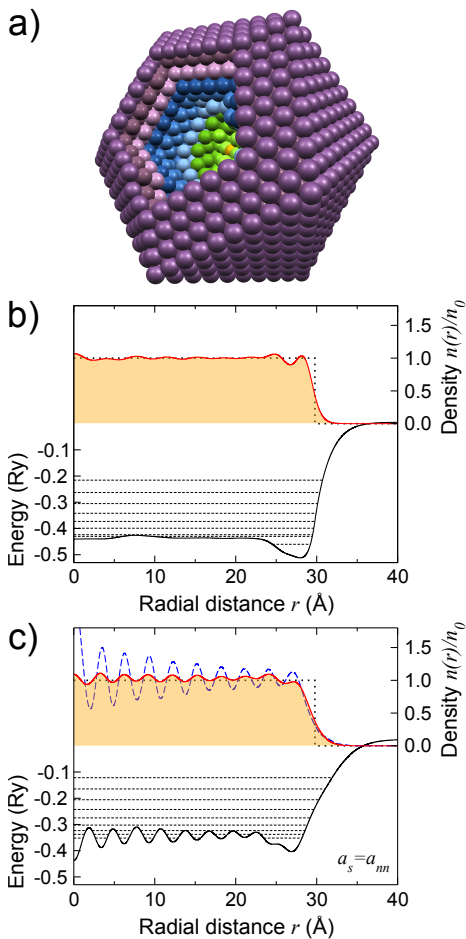 a)
b)
1.5
1.0
0.5
0.0
Density n(r)/n0
-0.1
-0.2
-0.3
-0.4
-0.5
Energy (Ry)
0 10 20 30 40
Radial distance r (Å)
c)
1.5
1.0
0.5
0.0
Density n(r)/n0
-0.1
-0.2
-0.3
-0.4
-0.5
Energy (Ry)
as=ann
0 10 20 30 40
Radial distance r (Å)